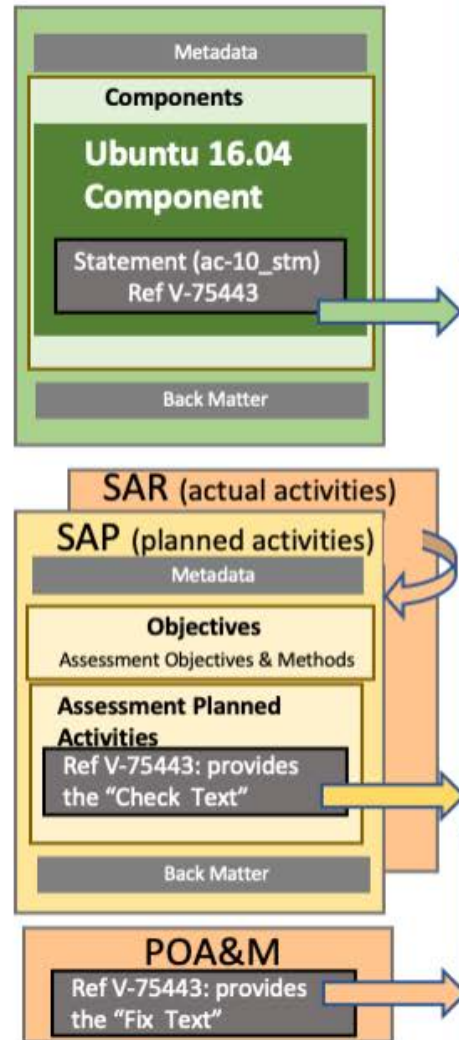 Metadata
Components
Ubuntu 16.04
Component
Statement (ac-10_stm)
Ref V-75443
Back Matter
SAR (actual activities)
SAP (planned activities)
Metadata
Objectives
Assessment Objectives & Methods
Assessment Planned
Activities
Ref V-75443: provides
the “Check Text”
Back Matter
POA&M
Ref V-75443: provides
the “Fix Text”